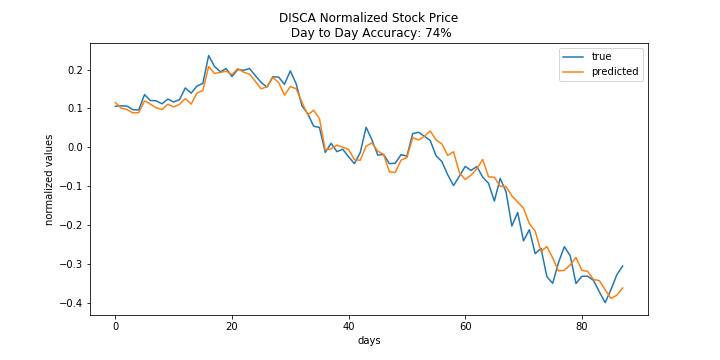 DISCA Normalized Stock Price
Day to Day Accuracy: 74%
true
predicted
normalized values
0.2
0.1
0.0
−0.1
−0.2
−0.3
−0.4
0
20
40
60
80
days